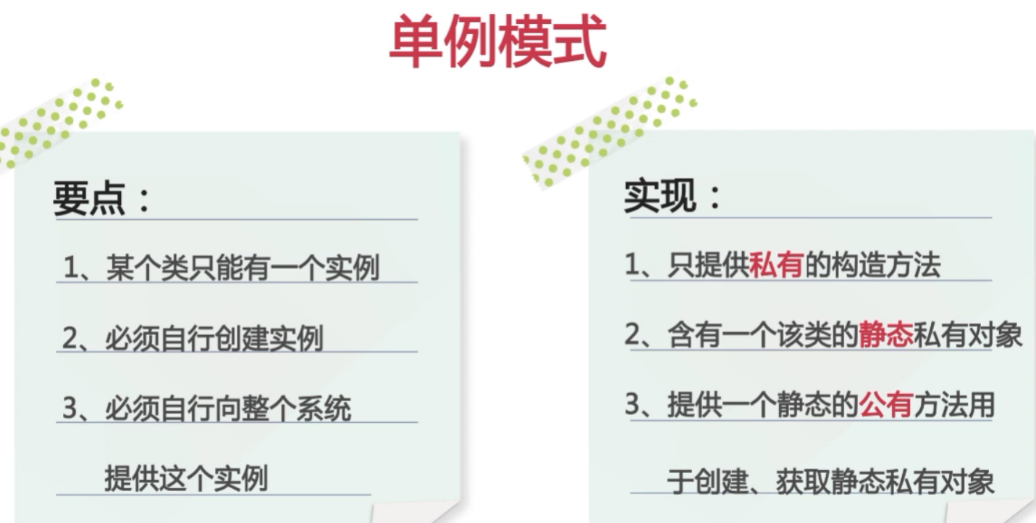 单例模式
要点：
1、某个类只能有一个实例
2、必须自行创建实例
3、必须自行向整个系统
提供这个实例
实现：
1、只提供私有的构造方法
2、含有一个该类的静态私有对象
3、提供一个静态的公有方法用
于创建、获取静态私有对象